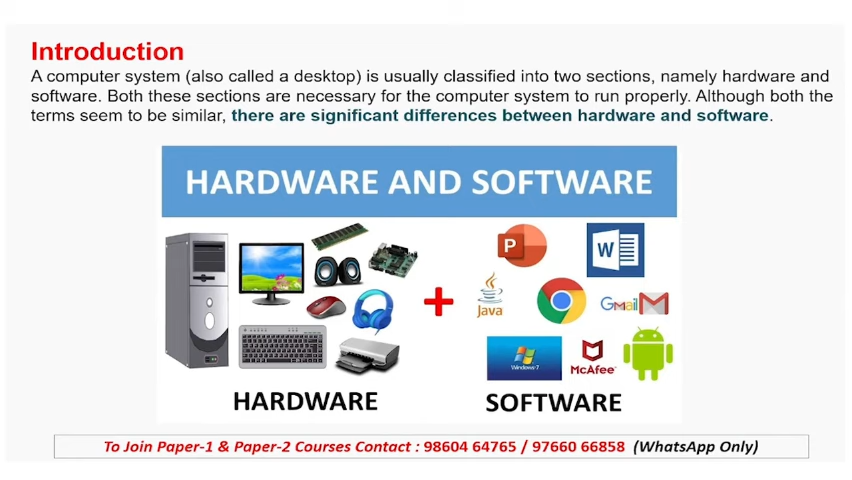 Introduction
A computer system (also called a desktop) is usually classified into two sections, namely hardware and
software. Both these sections are necessary for the computer system to run properly. Although both the
terms seem to be similar, there are significant differences between hardware and software.
HARDWARE AND SOFTWARE
P
W
Java
Gmail
Windows 7
McAfee
HARDWARE
SOFTWARE
To Join Paper-1 & Paper-2 Courses Contact : 98604 64765 / 97660 66858 (WhatsApp Only)